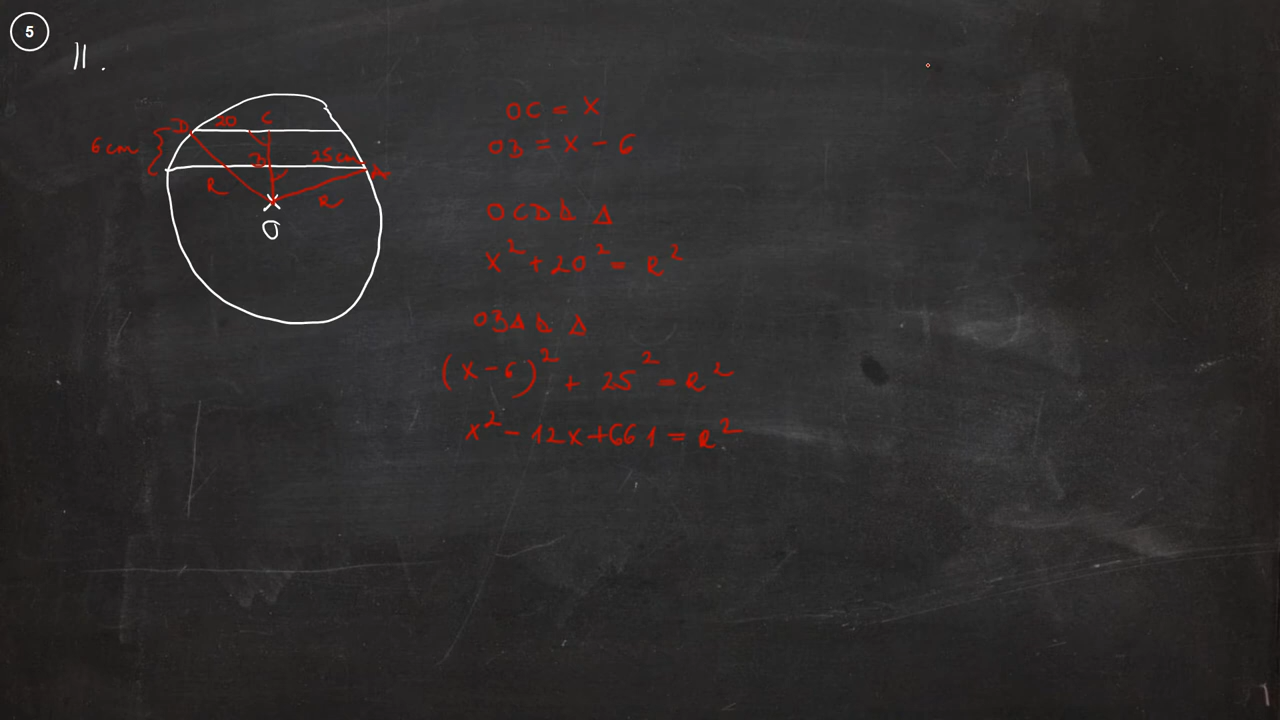 5
11.
D 20 C
6 cm
B 25 cm A
R R
O
OC = X
OB = X - 6
OCD Δ Δ
X² + 20² = R²
OBA Δ Δ
(X - 6)² + 25² = R²
X² - 12X + 661 = R²
1